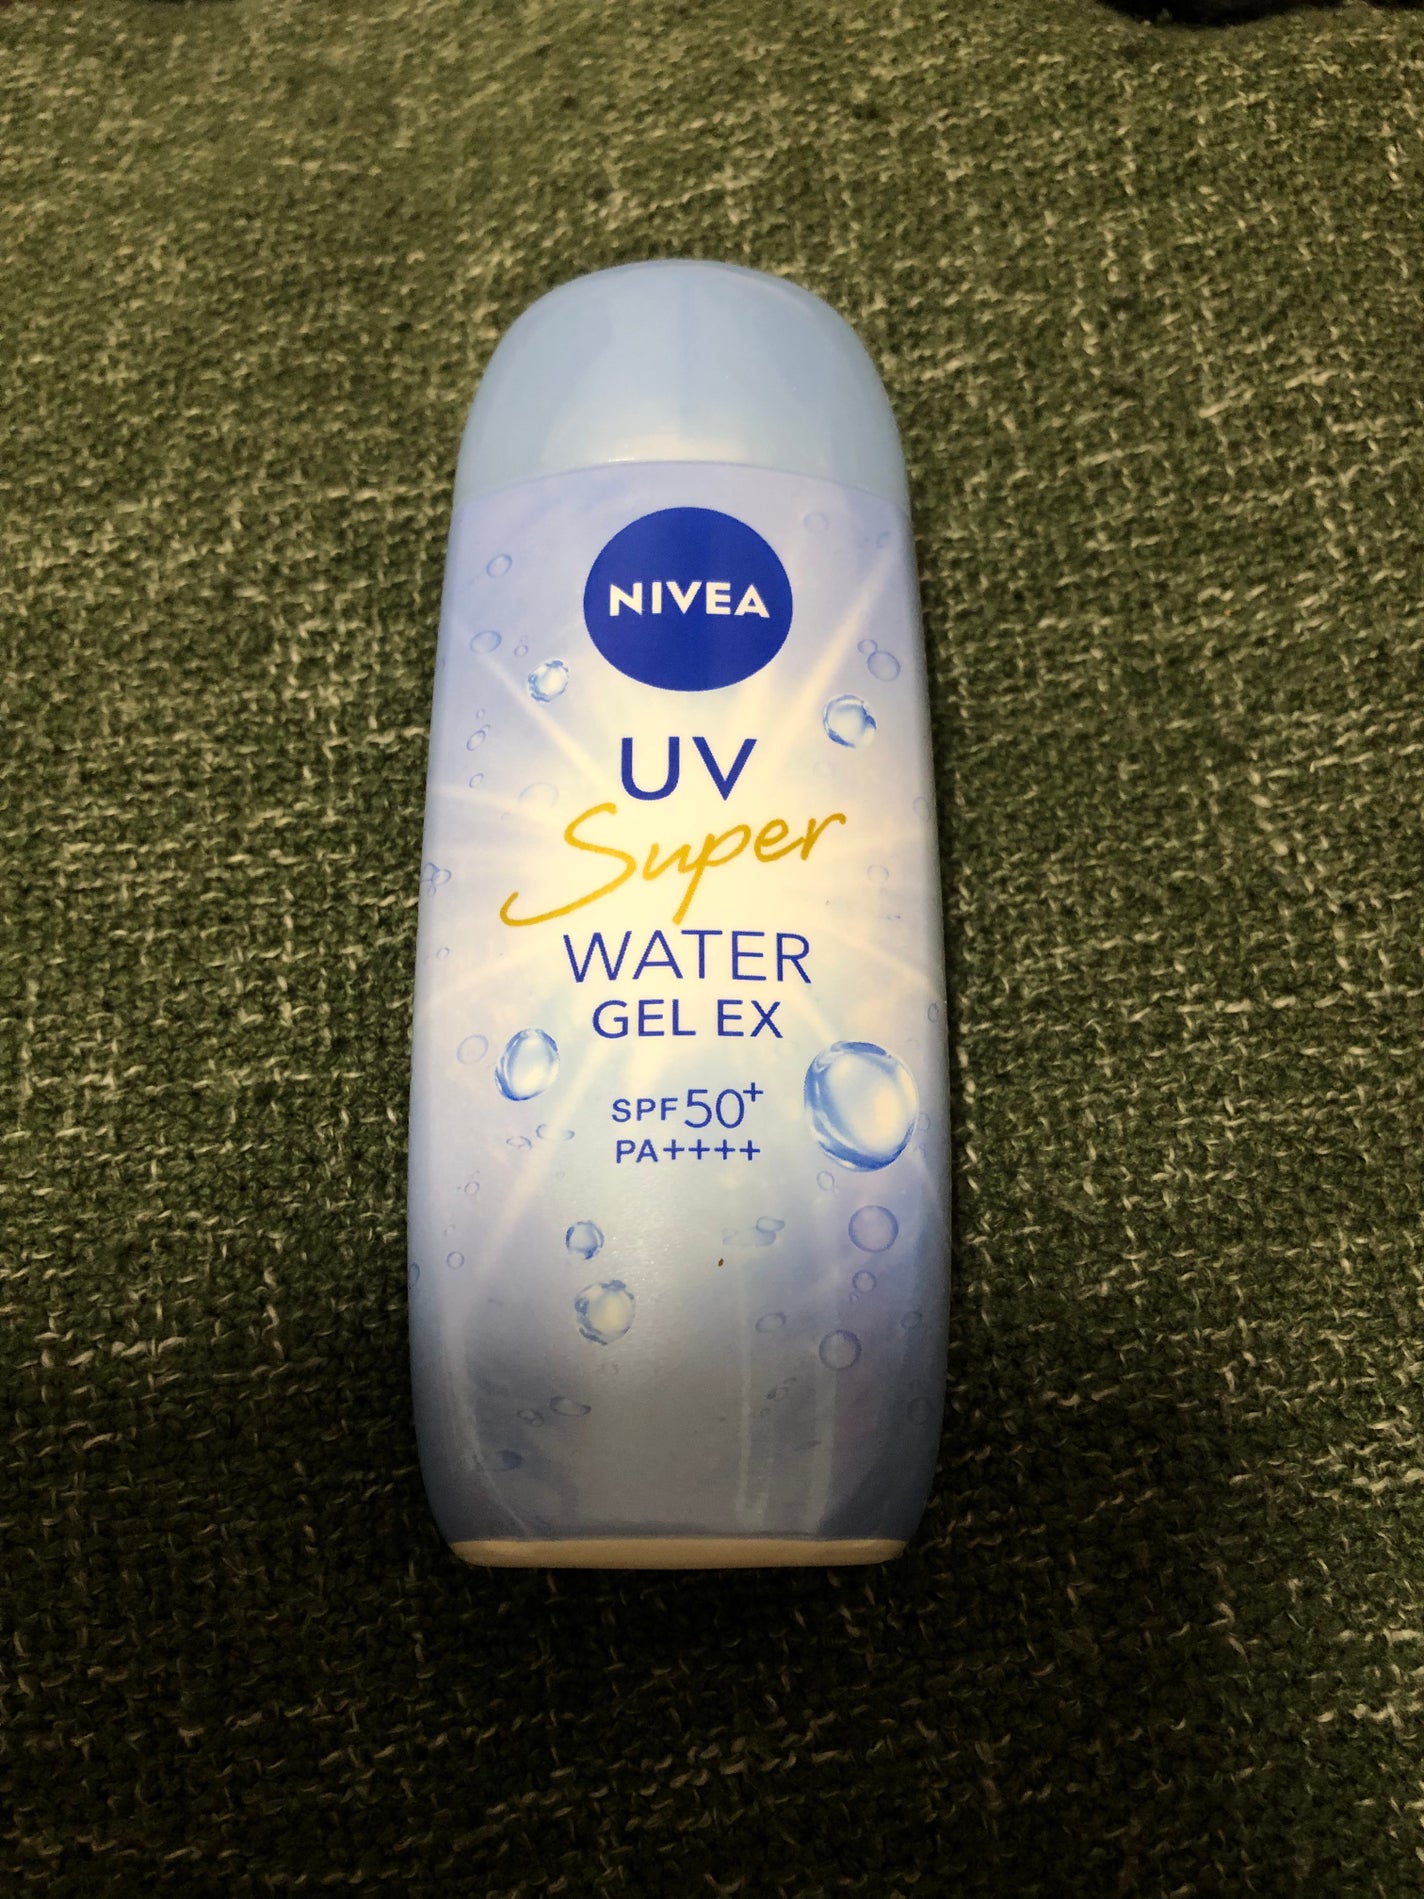 NIVEA
UV
Super
WATER
GEL EX
SPF50+
PA++++